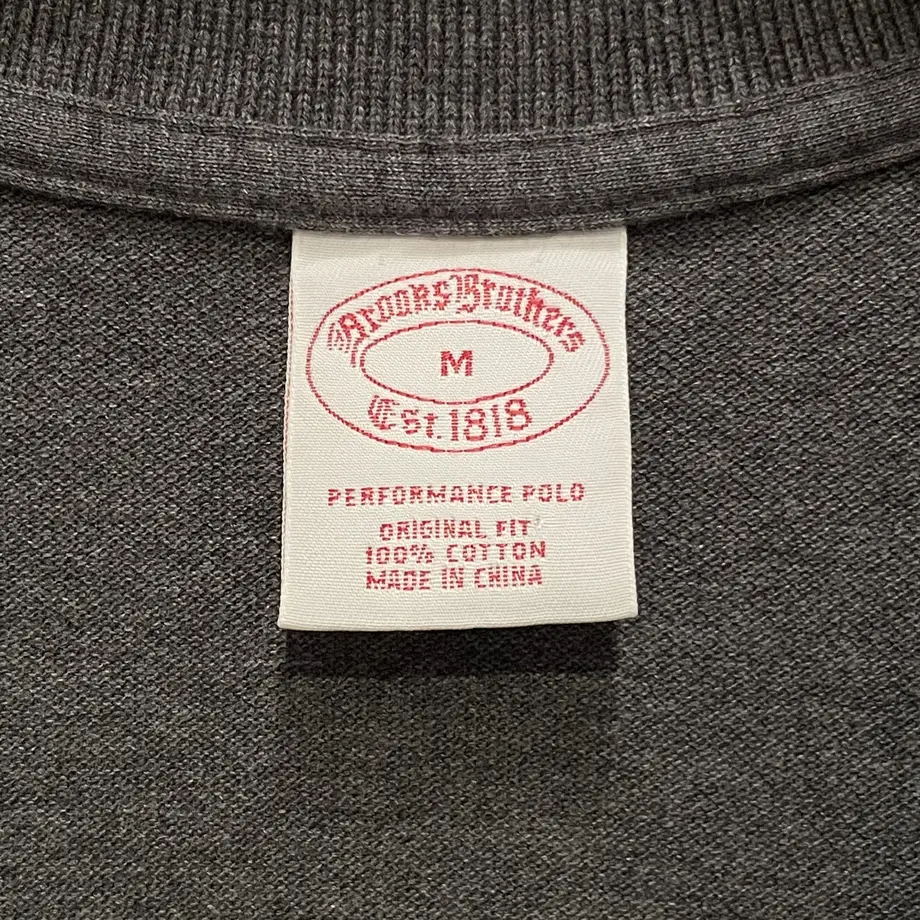 Brooks Brothers
M
Est. 1818
PERFORMANCE POLO
ORIGINAL FIT
100% COTTON
MADE IN CHINA